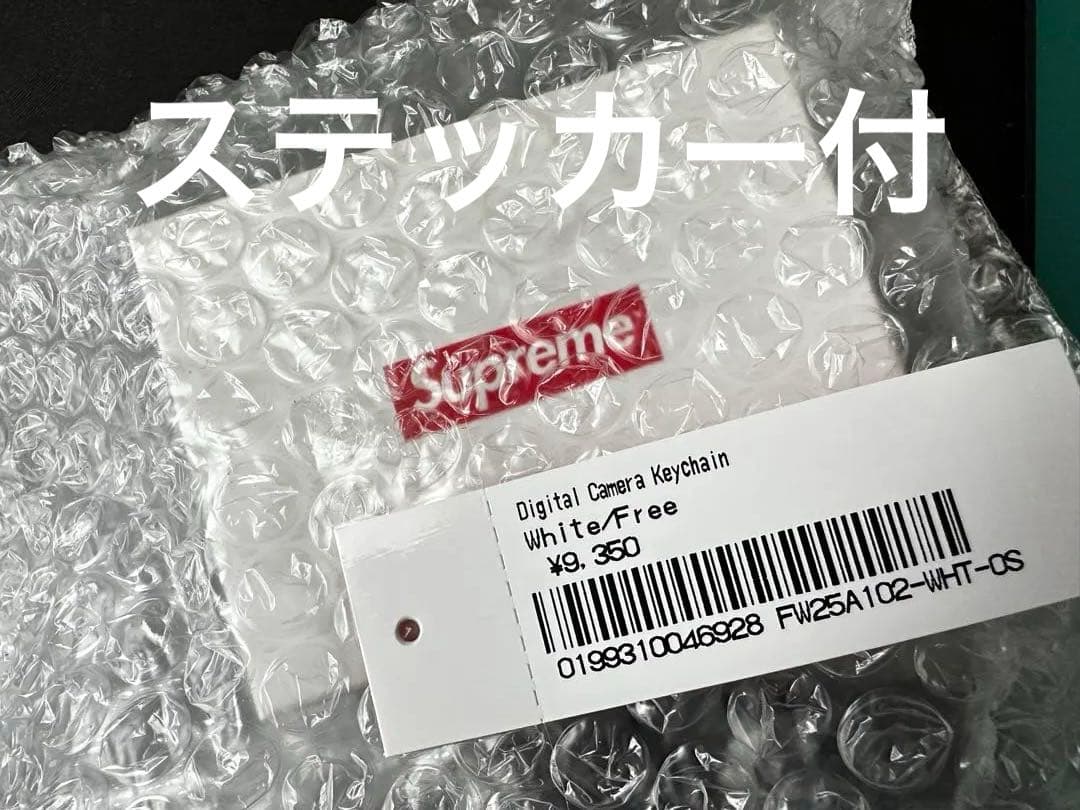 ステッカー付
Supreme
Digital Camera Keychain
White/Free
¥9,350
0199310046928 FW25A102-WHT-OS